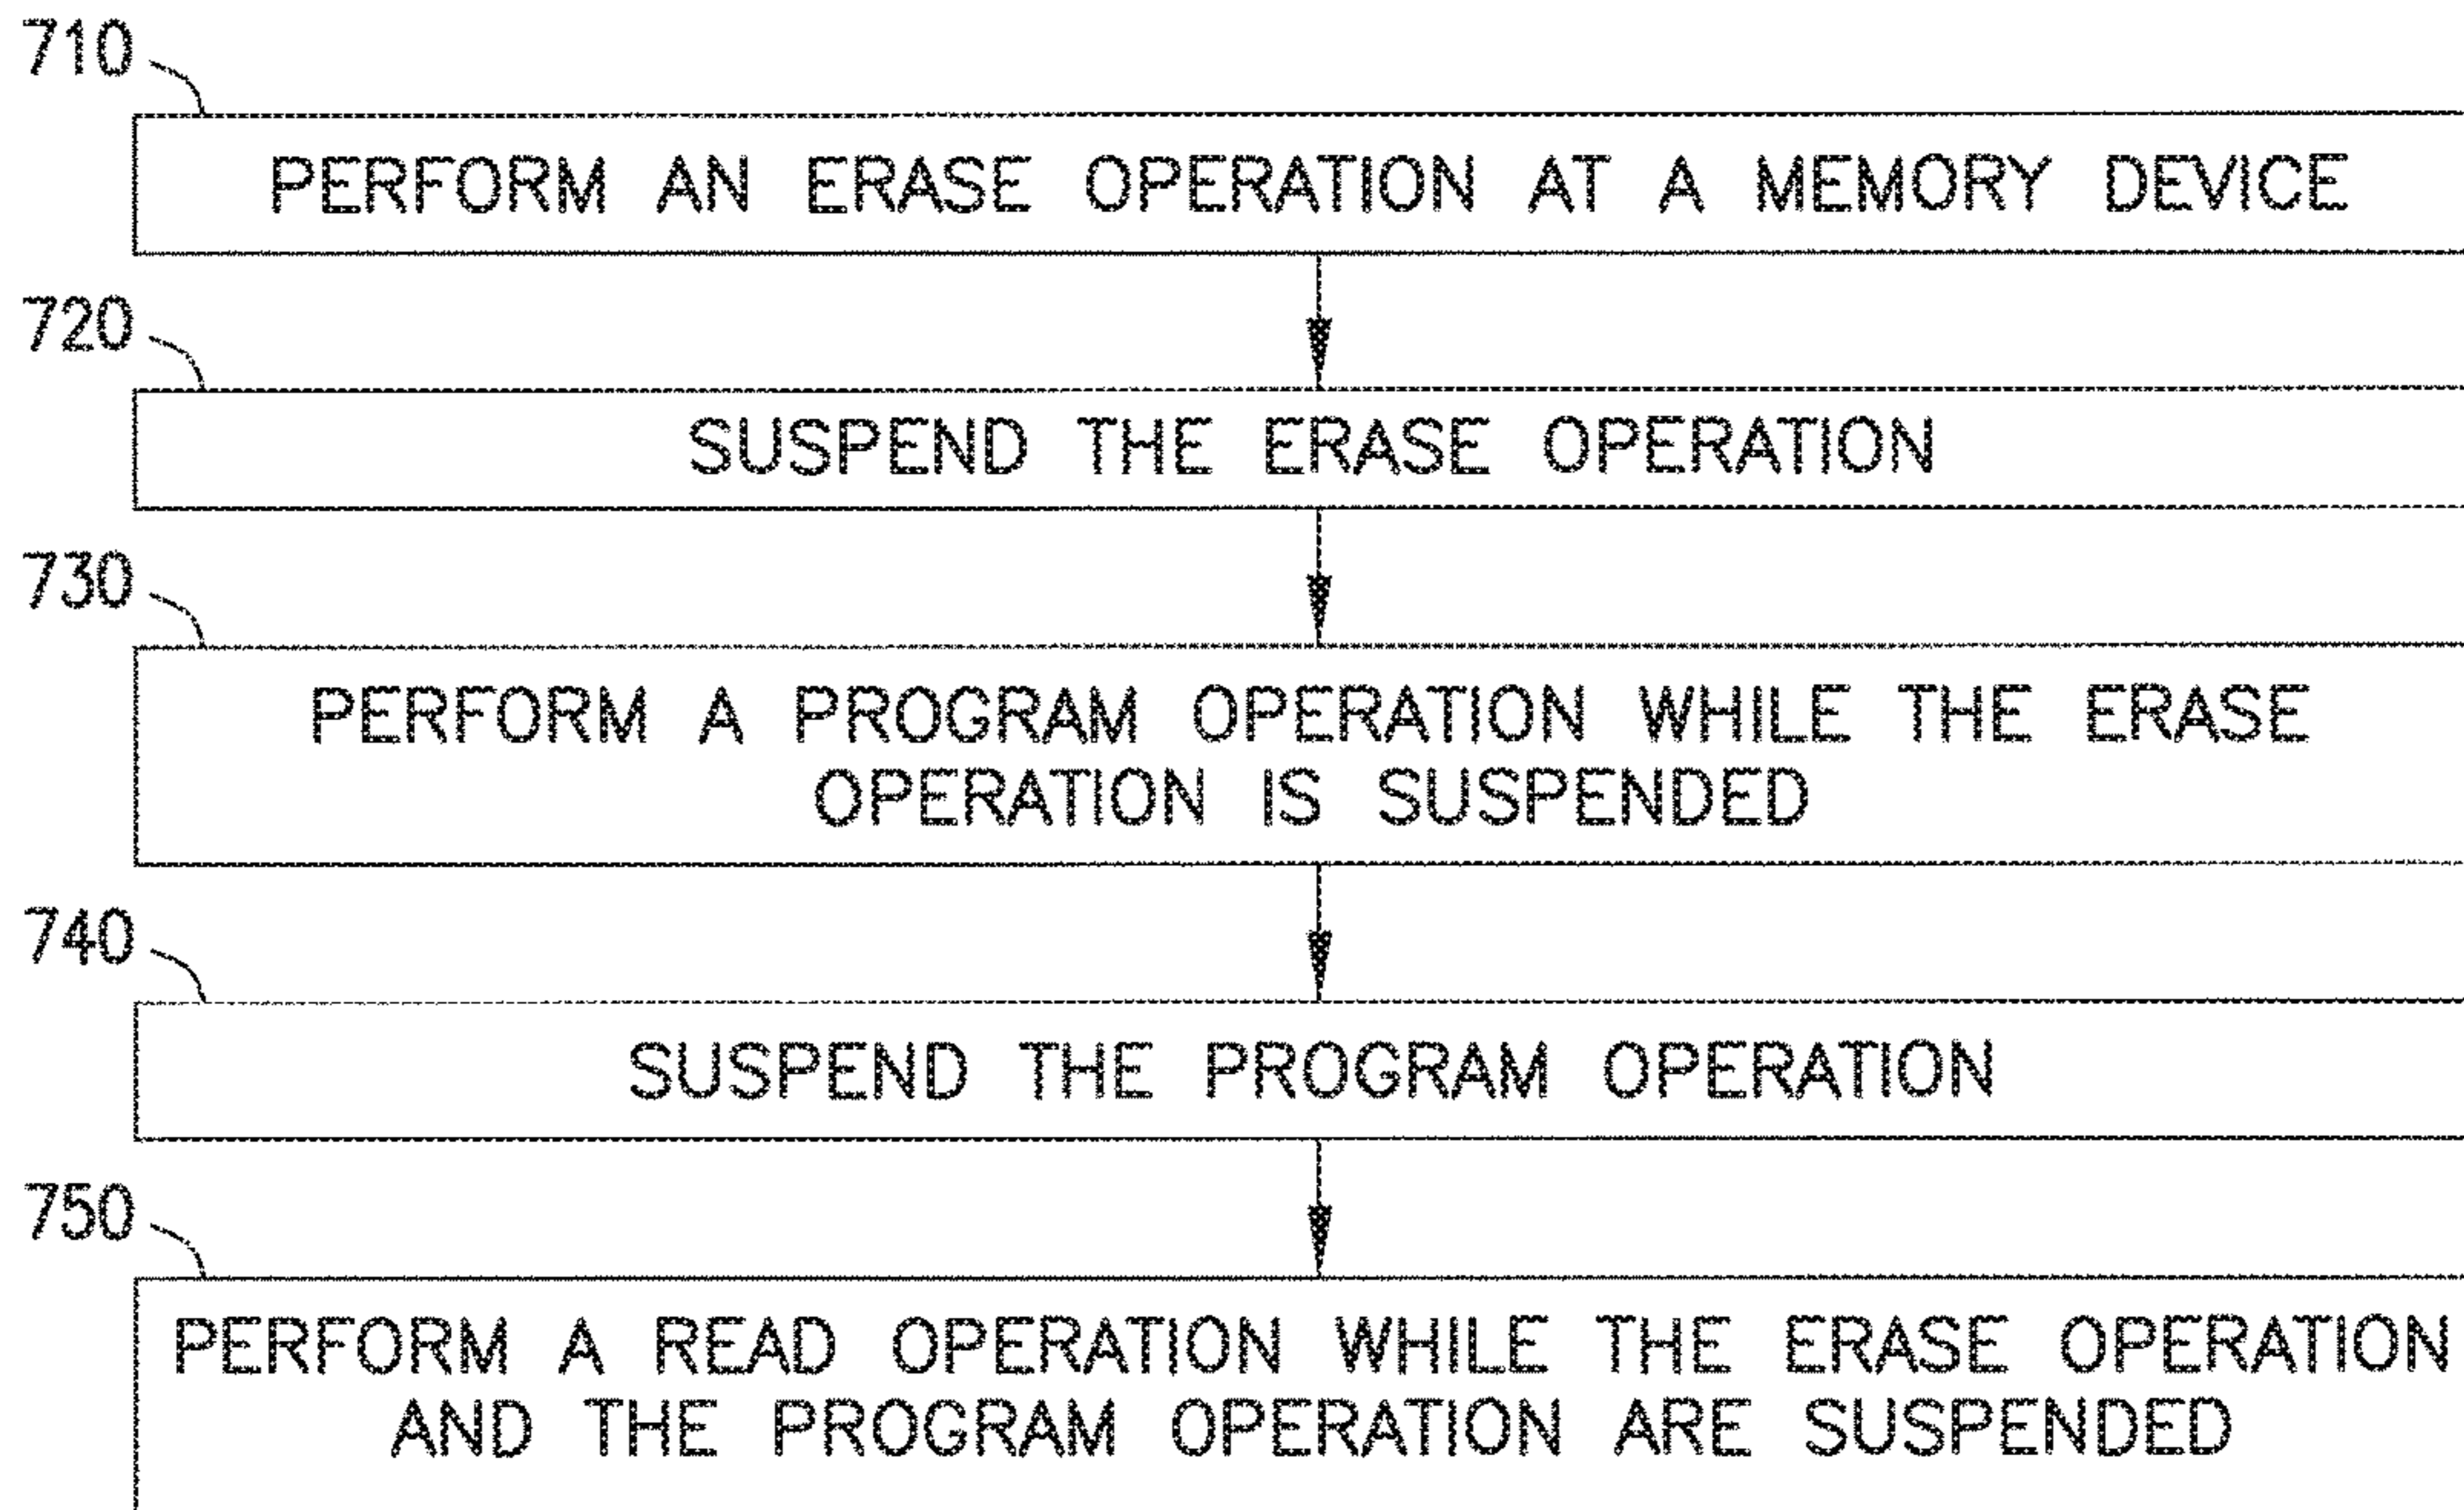 710
PERFORM AN ERASE OPERATION AT A MEMORY DEVICE
720
SUSPEND THE ERASE OPERATION
730
PERFORM A PROGRAM OPERATION WHILE THE ERASE
OPERATION IS SUSPENDED
740
SUSPEND THE PROGRAM OPERATION
750
PERFORM A READ OPERATION WHILE THE ERASE OPERATION
AND THE PROGRAM OPERATION ARE SUSPENDED